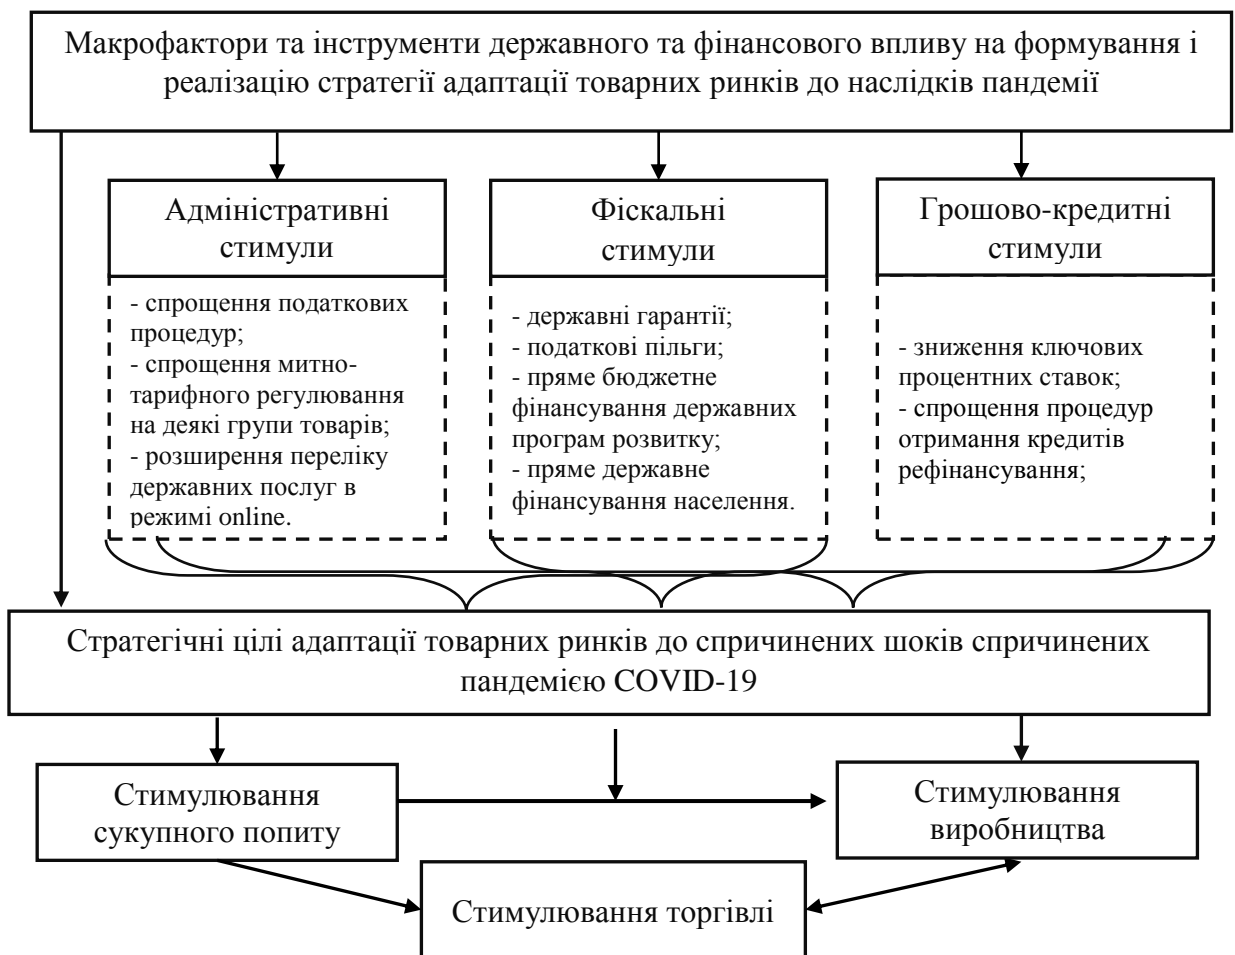 Макрофактори та інструменти державного та фінансового впливу на формування і
реалізацію стратегії адаптації товарних ринків до наслідків пандемії
Адміністративні
стимули
- спрощення податкових
процедур;
- спрощення митно-
тарифного регулювання
на деякі групи товарів;
- розширення переліку
державних послуг в
режимі online.
Фіскальні
стимули
- державні гарантії;
- податкові пільги;
- пряме бюджетне
фінансування державних
програм розвитку;
- пряме державне
фінансування населення.
Грошово-кредитні
стимули
- зниження ключових
процентних ставок;
- спрощення процедур
отримання кредитів
рефінансування;
Стратегічні цілі адаптації товарних ринків до спричинених шоків спричинених
пандемією COVID-19
Стимулювання
сукупного попиту
Стимулювання
виробництва
Стимулювання торгівлі